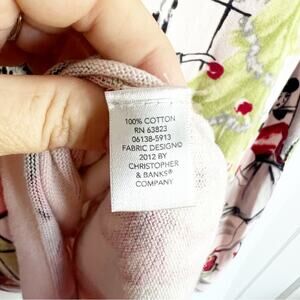 100% COTTON
RN 63823
06138-5913
FABRIC DESIGN©
2012 BY
CHRISTOPHER
& BANKS®
COMPANY